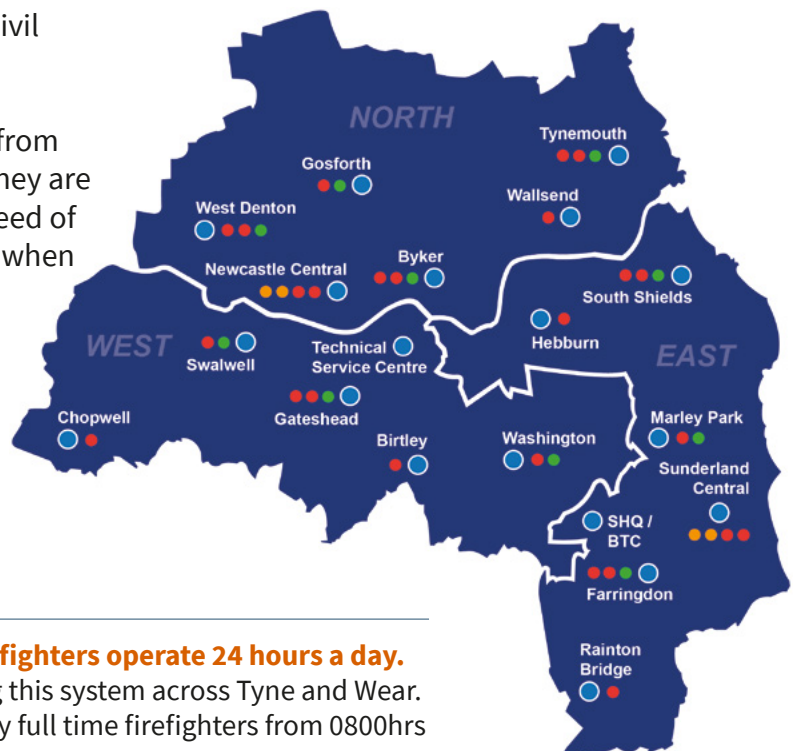 ivil
from
hey are
eed of
when
NORTH
Tynemouth
Gosforth
Wallsend
West Denton
Byker
Newcastle Central
South Shields
Hebburn
WEST
EAST
Swalwell
Technical
Service Centre
Gateshead
Chopwell
Birtley
Washington
Marley Park
Sunderland
Central
SHQ /
BTC
Farringdon
Rainton
Bridge
fighters operate 24 hours a day.
g this system across Tyne and Wear.
y full time firefighters from 0800hrs